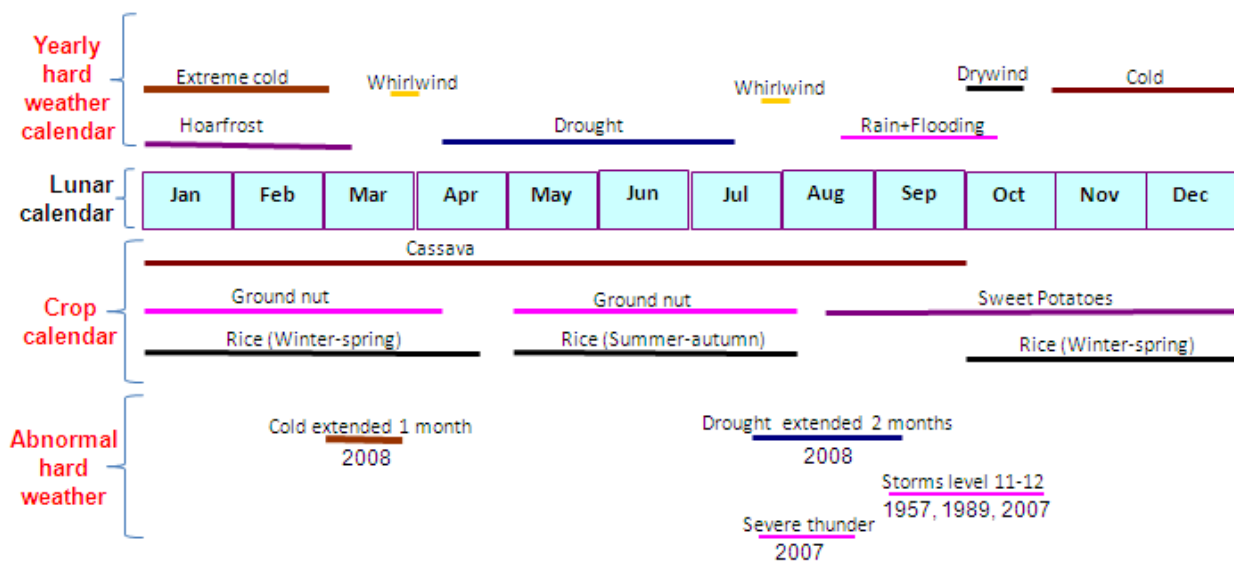 Yearly
hard
weather
calendar
Extreme cold
Whirlwind
Whirlwind
Drywind
Cold
Hoarfrost
Drought
Rain+Flooding
Lunar
calendar
Jan Feb Mar Apr May Jun Jul Aug Sep Oct Nov Dec
Crop
calendar
Cassava
Ground nut
Ground nut
Sweet Potatoes
Rice (Winter-spring)
Rice (Summer-autumn)
Rice (Winter-spring)
Abnormal
hard
weather
Cold extended 1 month
2008
Drought extended 2 months
2008
Storms level 11-12
1957, 1989, 2007
Severe thunder
2007